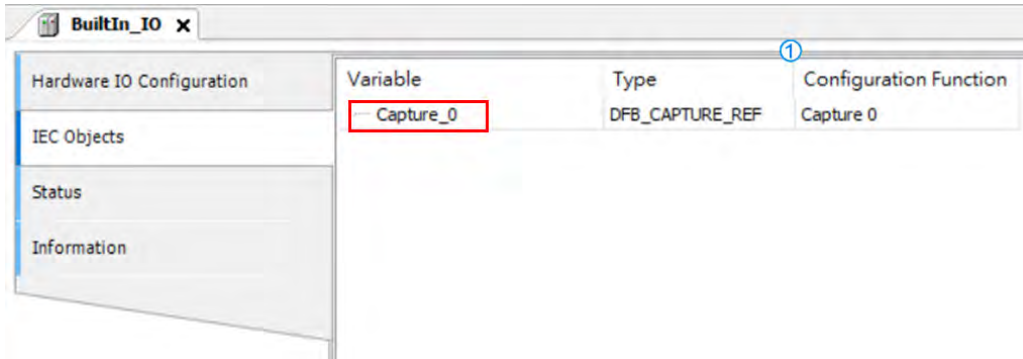 BuiltIn_IO X
Hardware IO Configuration
IEC Objects
Status
Information
①
Variable Type Configuration Function
Capture_0 DFB_CAPTURE_REF Capture 0